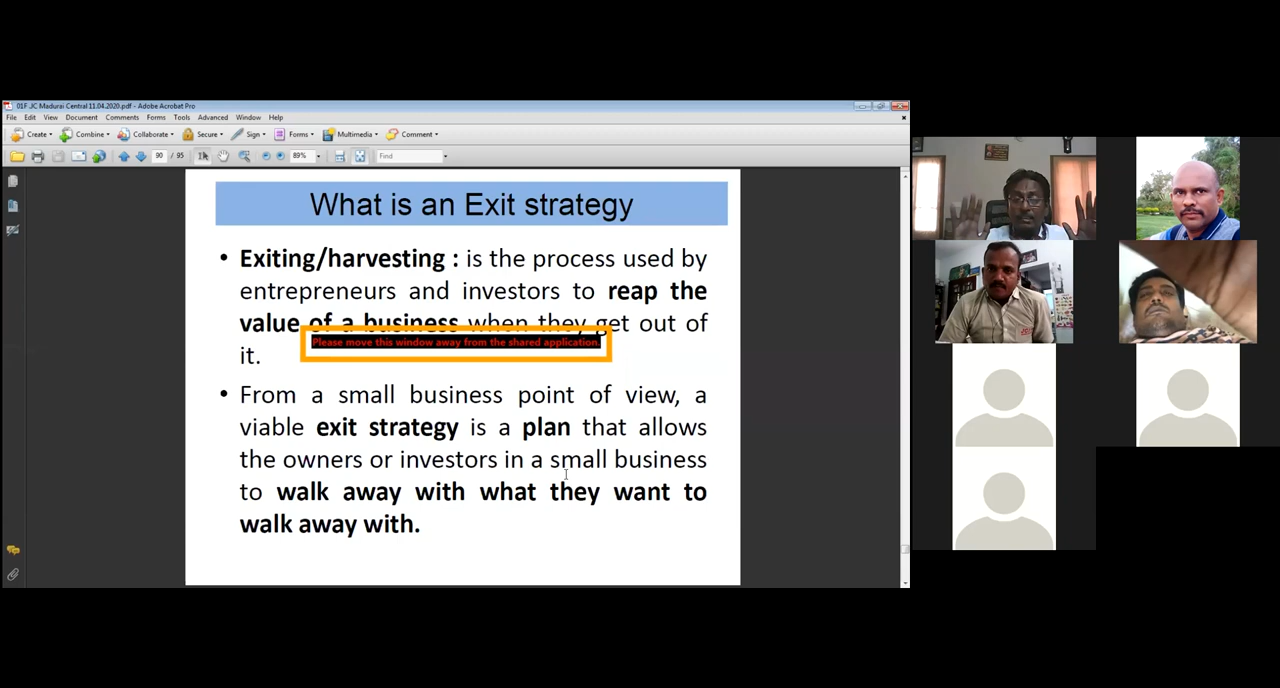 01F JC Madurai Central 11.04.2020.pdf - Adobe Acrobat Pro
File Edit View Document Comments Forms Tools Advanced Window Help
Create Combine Collaborate Secure Sign Forms Multimedia Comment
90 / 95 89% Find
What is an Exit strategy
• Exiting/harvesting : is the process used by
entrepreneurs and investors to reap the
value of a business when they get out of
Please move this window away from the shared application.
it.
• From a small business point of view, a
viable exit strategy is a plan that allows
the owners or investors in a small business
to walk away with what they want to
walk away with.